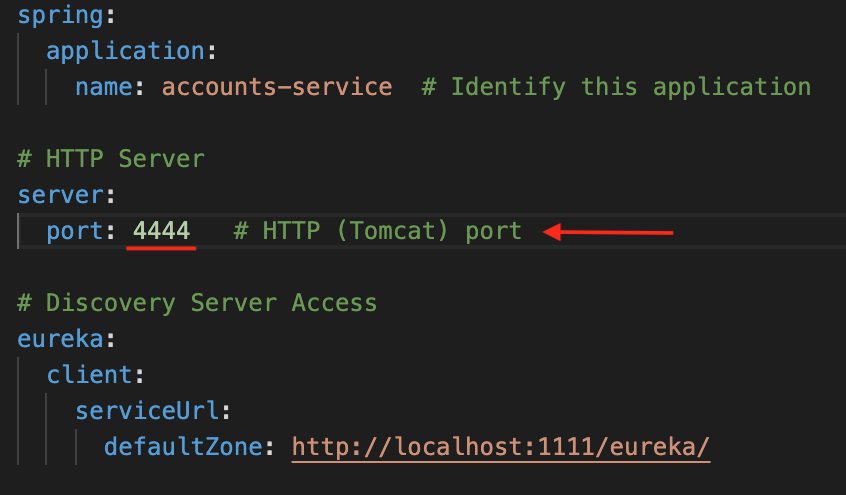 spring:
application:
name: accounts-service # Identify this application
# HTTP Server
server:
port: 4444 # HTTP (Tomcat) port
# Discovery Server Access
eureka:
client:
serviceUrl:
defaultZone: http://localhost:1111/eureka/